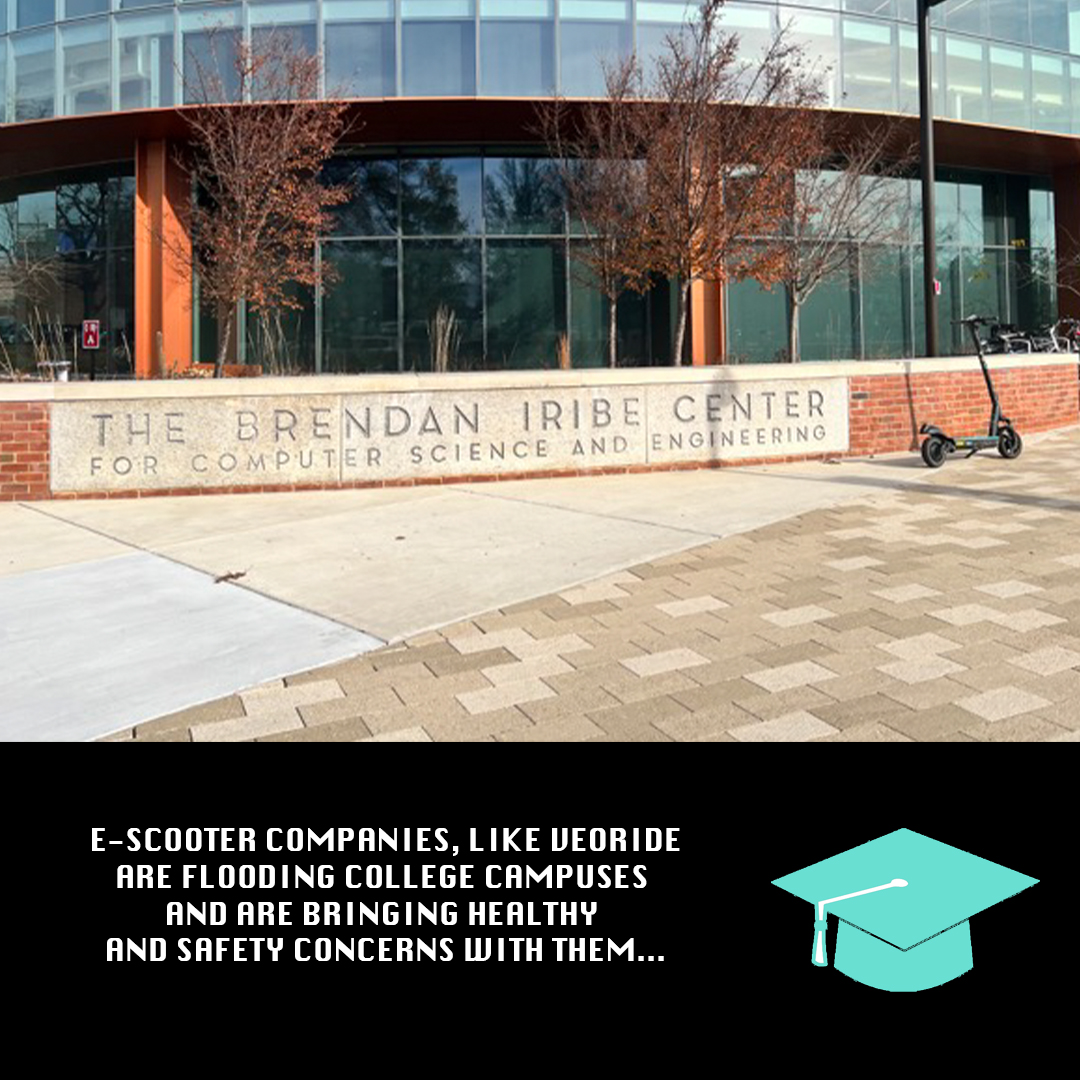 THE BRENDAN IRIBE CENTER
FOR COMPUTER SCIENCE AND ENGINEERING
E-SCOOTER COMPANIES, LIKE VEORIDE
ARE FLOODING COLLEGE CAMPUSES
AND ARE BRINGING HEALTHY
AND SAFETY CONCERNS WITH THEM...